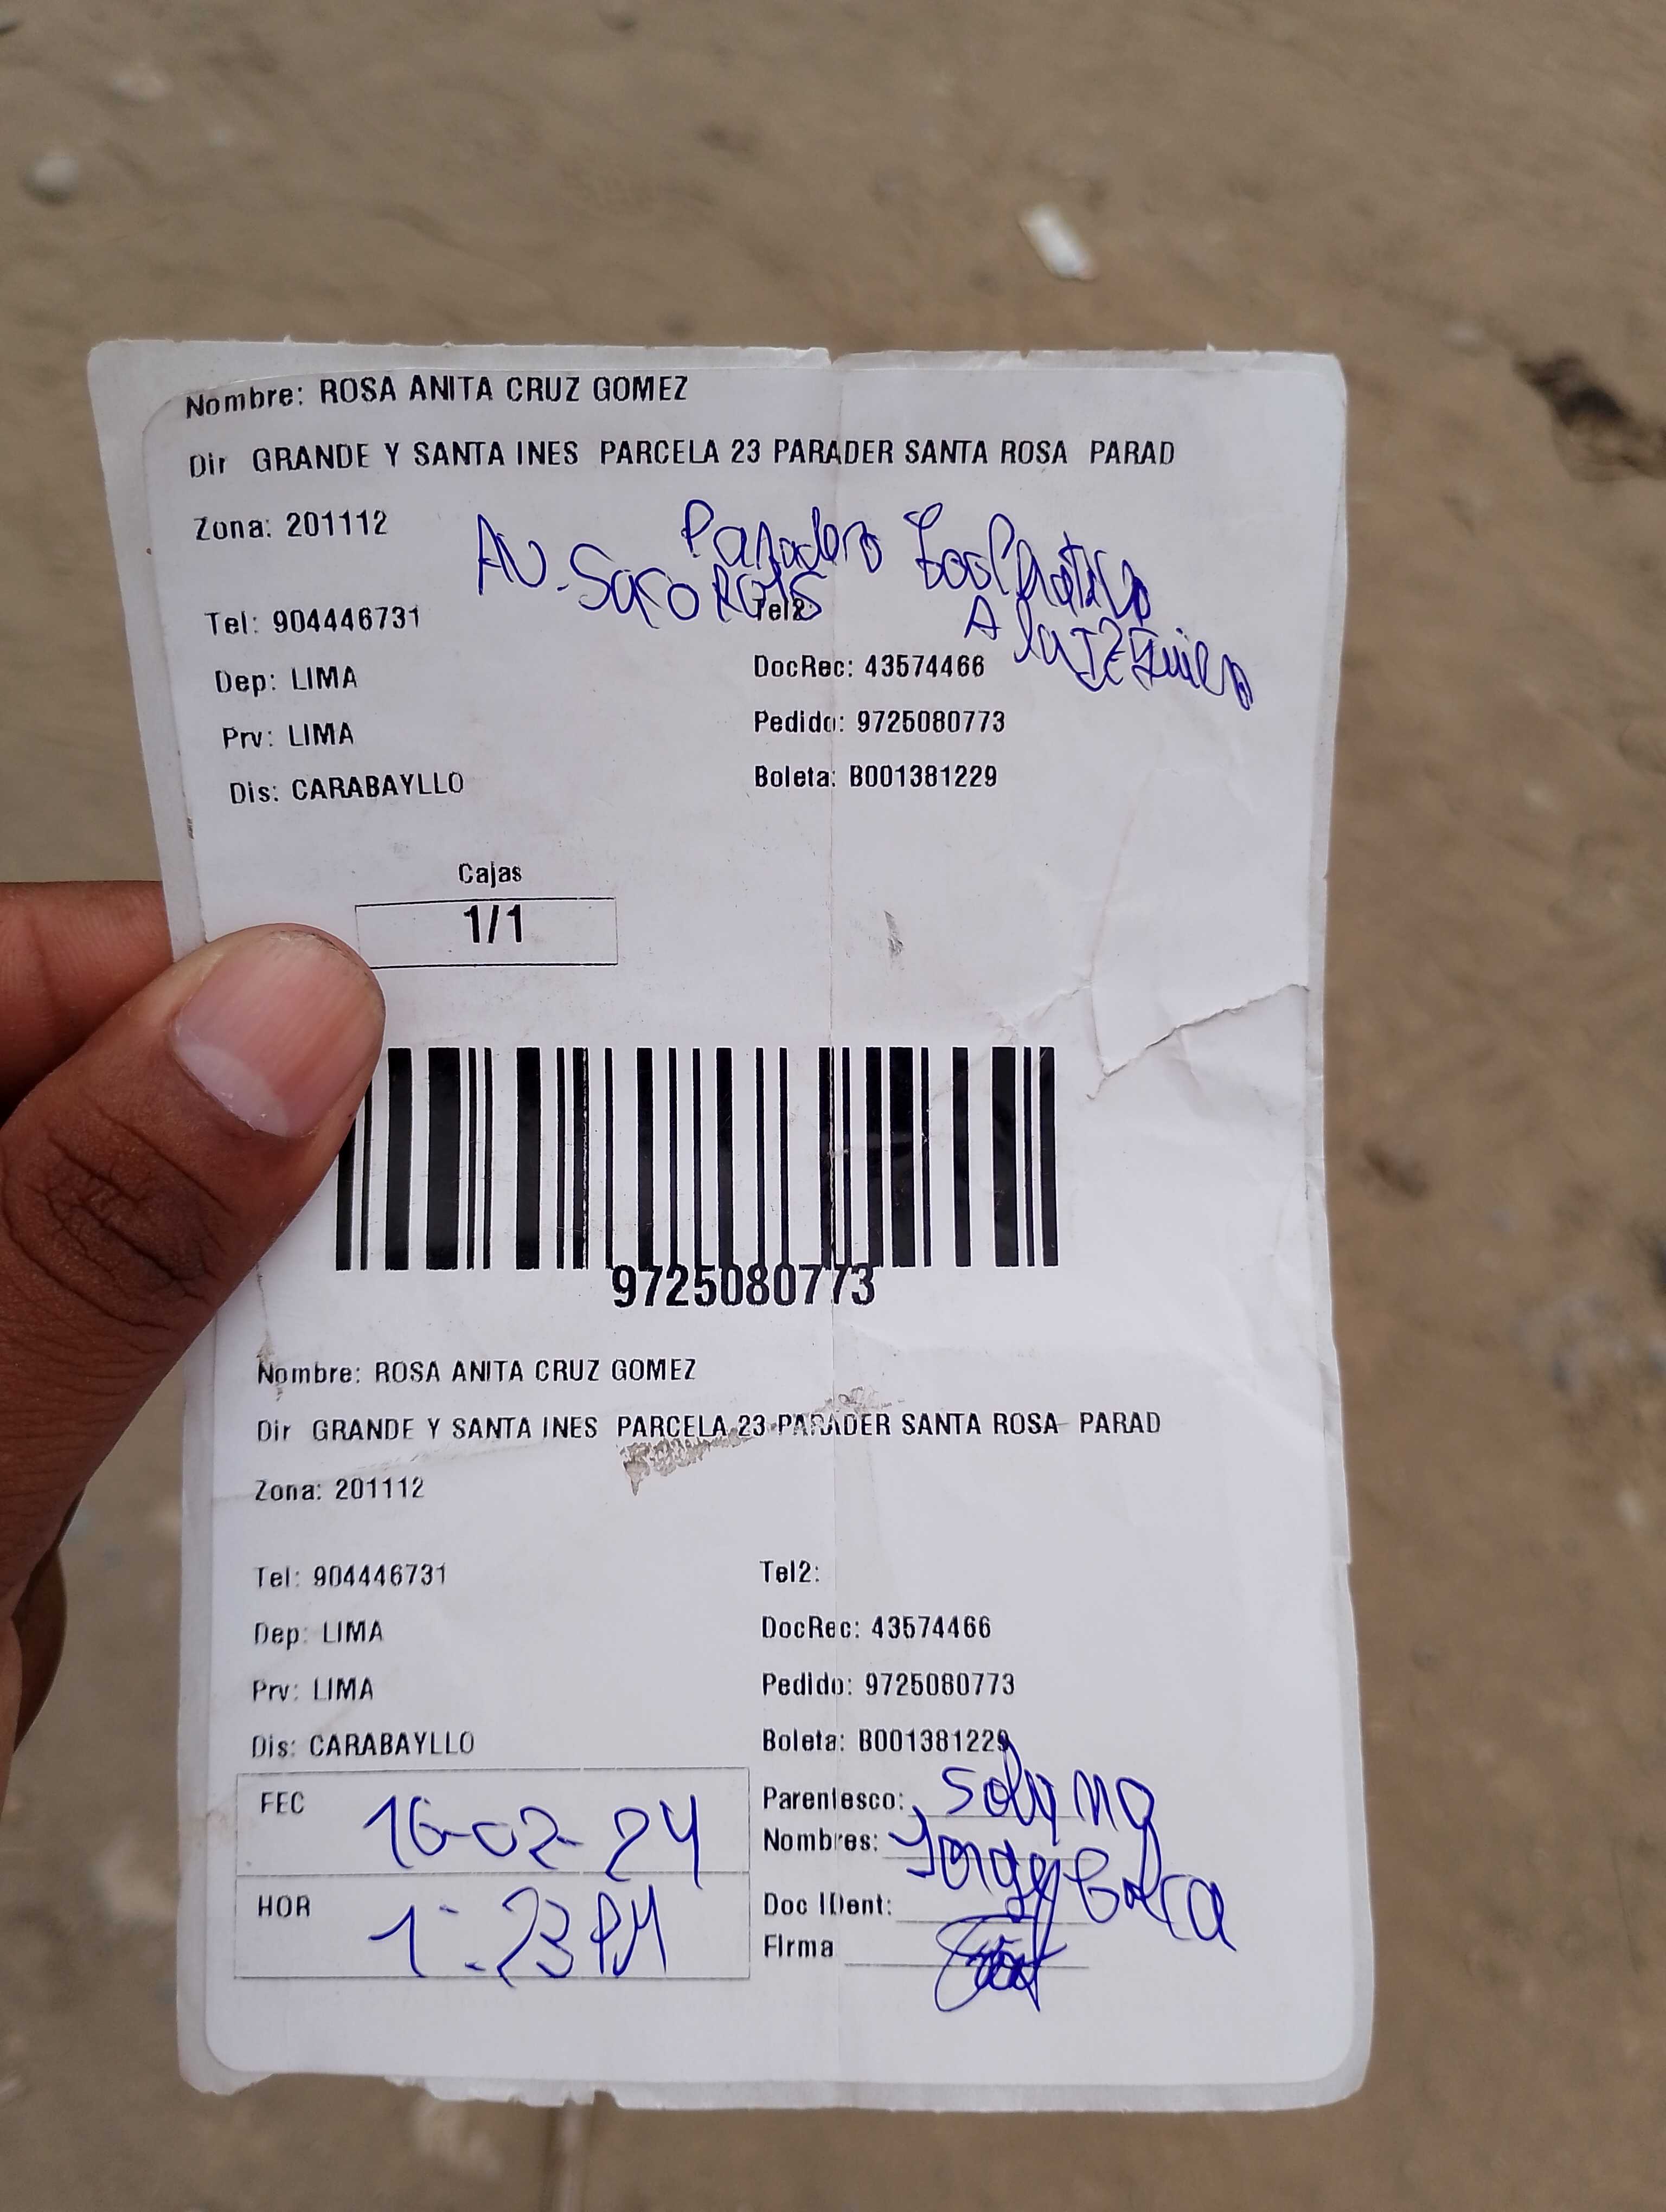 Nombre: ROSA ANITA CRUZ GOMEZ
Dir GRANDE Y SANTA INES PARCELA 23 PARADER SANTA ROSA PARAD
Zona: 201112
Paradero
AV.
A la
Tel: 904446731
Tel2:
Dep: LIMA
DocRec: 43574466
Prv: LIMA
Pedido: 9725080773
Dis: CARABAYLLO
Boleta: B001381229
Cajas
1/1
9725080773
Nombre: ROSA ANITA CRUZ GOMEZ
Dir GRANDE Y SANTA INES PARCELA 23 PARADER SANTA ROSA PARAD
Zona: 201112
Tel: 904446731
Tel2:
Dep: LIMA
DocRec: 43574466
Prv: LIMA
Pedido: 9725080773
Dis: CARABAYLLO
Boleta: B001381229
FEC 16-02-24
Parentesco:
Nombres: Jorge
HOR 1:23 PM
Doc IDent:
Firma